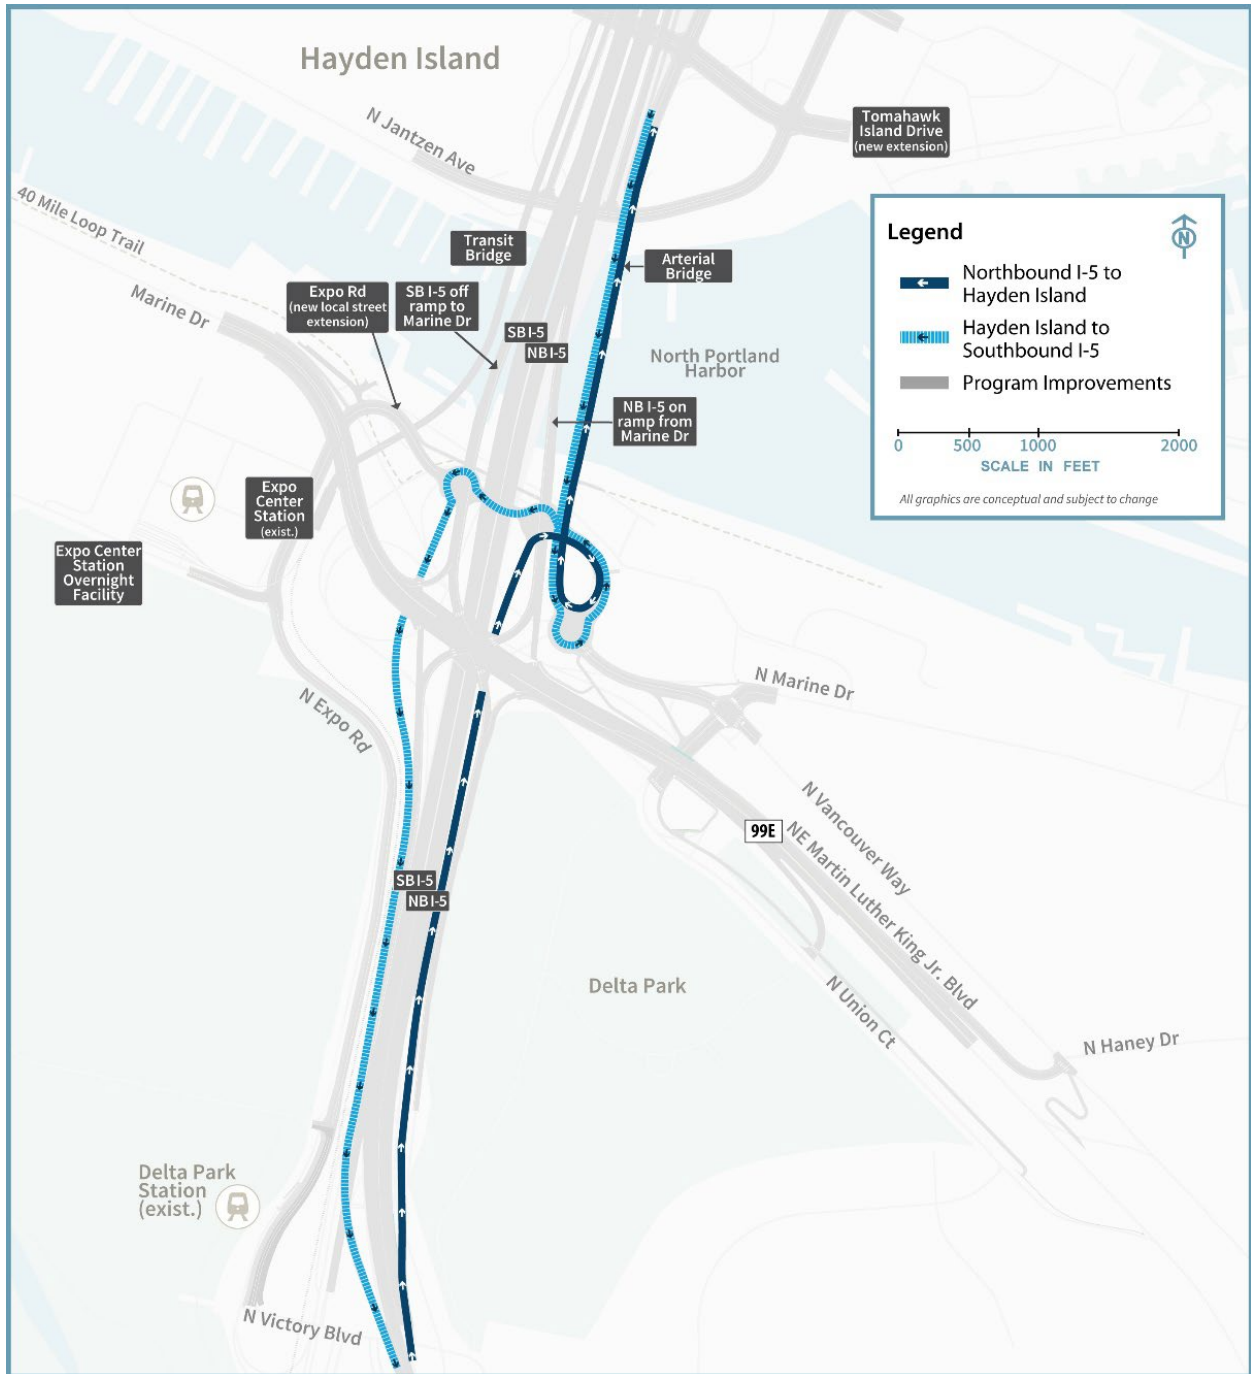 Hayden Island
N Jantzen Ave
Tomahawk
Island Drive
(new extension)
40 Mile Loop Trail
Transit
Bridge
Arterial
Bridge
Marine Dr
Expo Rd
(new local street
extension)
SB I-5 off
ramp to
Marine Dr
SB I-5
NB I-5
North Portland
Harbor
NB I-5 on
ramp from
Marine Dr
Legend
N
Northbound I-5 to
Hayden Island
Hayden Island to
Southbound I-5
Program Improvements
0 500 1000 2000
SCALE IN FEET
All graphics are conceptual and subject to change
Expo
Center
Station
(exist.)
Expo Center
Station
Overnight
Facility
N Expo Rd
N Marine Dr
N Vancouver Way
99E
NE Martin Luther King Jr. Blvd
SB I-5
NB I-5
Delta Park
N Union Ct
N Haney Dr
Delta Park
Station
(exist.)
N Victory Blvd